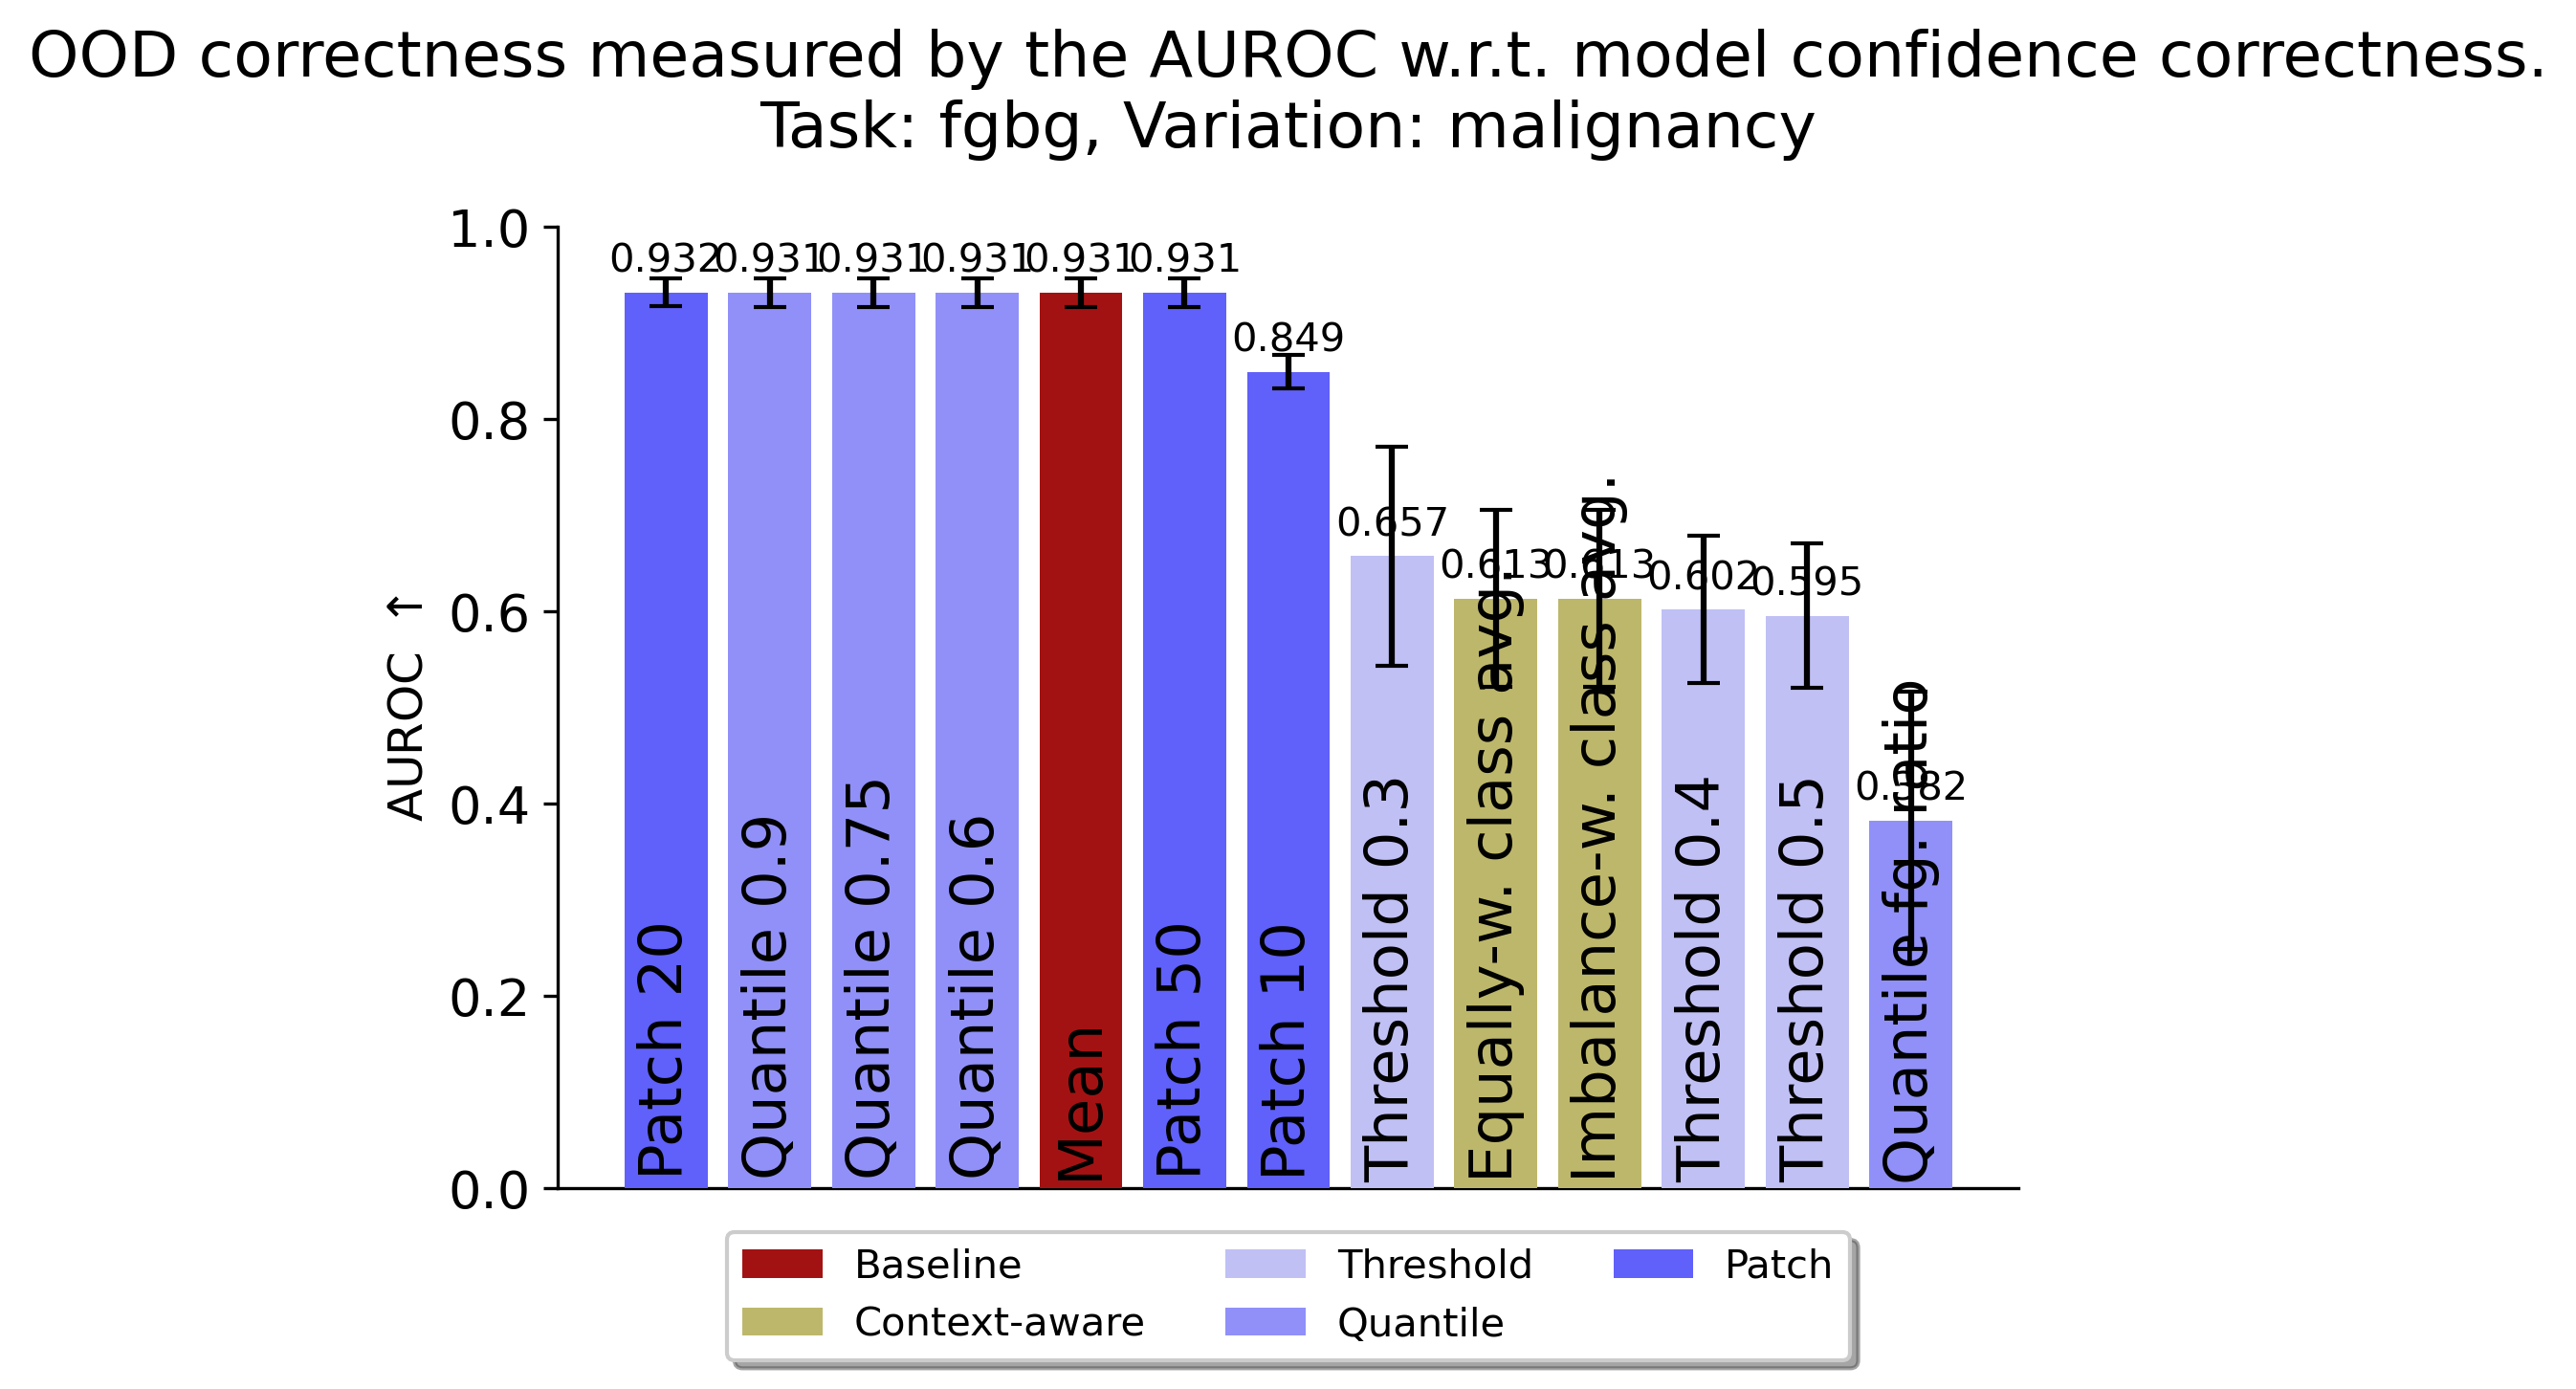 OOD correctness measured by the AUROC w.r.t. model confidence correctness.
Task: fgbg, Variation: malignancy
AUROC ↑
1.0
0.8
0.6
0.4
0.2
0.0
0.932
0.931
0.931
0.931
0.931
0.931
0.849
0.657
0.613
0.613
0.602
0.595
0.382
Patch 20
Quantile 0.9
Quantile 0.75
Quantile 0.6
Mean
Patch 50
Patch 10
Threshold 0.3
Equally-w. class avg.
Imbalance-w. class avg.
Threshold 0.4
Threshold 0.5
Quantile fg. ratio
Baseline
Context-aware
Threshold
Quantile
Patch